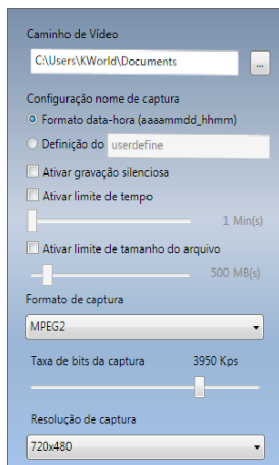 Caminho de Vídeo
C:\Users\KWorld\Documents
...
Configuração nome de captura
Formato data-hora (aaaammdd_hhmm)
Definição do userdefine
Ativar gravação silenciosa
Ativar limite de tempo
1 Min(s)
Ativar limite de tamanho do arquivo
500 MB(s)
Formato de captura
MPEG2
Taxa de bits da captura 3950 Kps
Resolução de captura
720x480